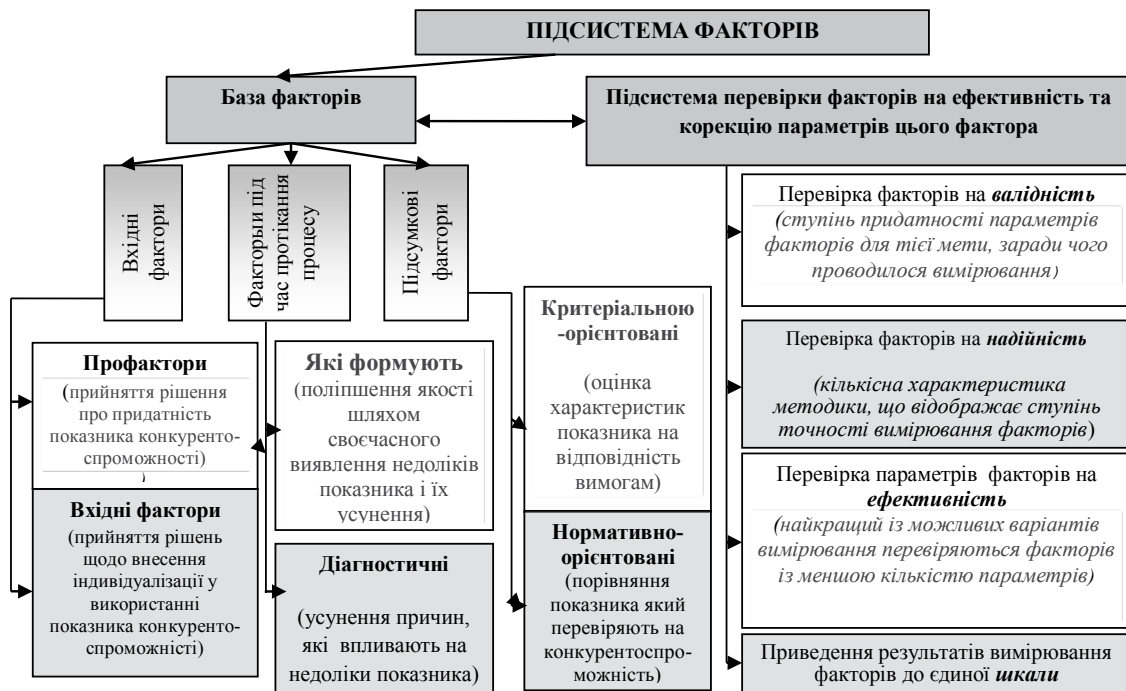 ПІДСИСТЕМА ФАКТОРІВ
База факторів
Підсистема перевірки факторів на ефективність та
корекцію параметрів цього фактора
Вхідні
фактори
Факторыи під
час протікання
процесу
Підсумкові
фактори
Профактори
(прийняття рішення
про придатність
показника конкуренто-
спроможності)
)
Вхідні фактори
(прийняття рішень
щодо внесення
індивідуалізації у
використанні
показника конкуренто-
спроможністі)
Які формують
(поліпшення якості
шляхом
своєчасного
виявлення недоліків
показника і їх
усунення)
Діагностичні
(усунення причин,
які впливають на
недоліки показника)
Критеріальною
-орієнтовані
(оцінка
характеристик
показника на
відповідність
вимогам)
Нормативно-
орієнтовані
(порівняння
показника який
перевіряють на
конкурентоспро-
можність)
Перевірка факторів на валідність
(ступінь придатності параметрів
факторів для тієї мети, заради чого
проводилося вимірювання)
Перевірка факторів на надійність
(кількісна характеристика
методики, що відображає ступінь
точності вимірювання факторів)
Перевірка параметрів факторів на
ефективність
(найкращий із можливих варіантів
вимірювання перевіряються факторів
із меншою кількістю параметрів)
Приведення результатів вимірювання
факторів до єдиної шкали